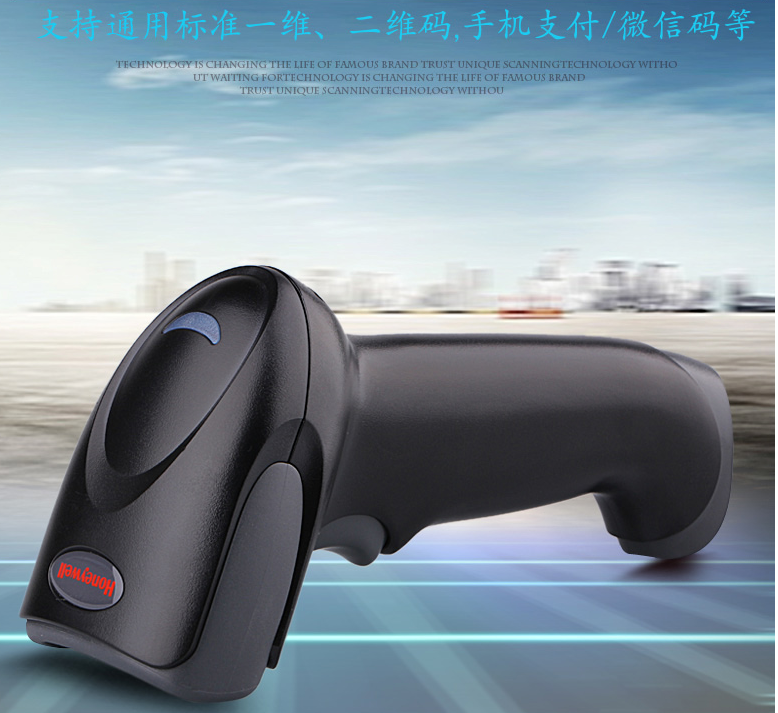 支持通用标准一维、二维码,手机支付/微信码等
TECHNOLOGY IS CHANGING THE LIFE OF FAMOUS BRAND TRUST UNIQUE SCANNINGTECHNOLOGY WITHO
UT WAITING FORTECHNOLOGY IS CHANGING THE LIFE OF FAMOUS BRAND
TRUST UNIQUE SCANNINGTECHNOLOGY WITHOU
Honeywell